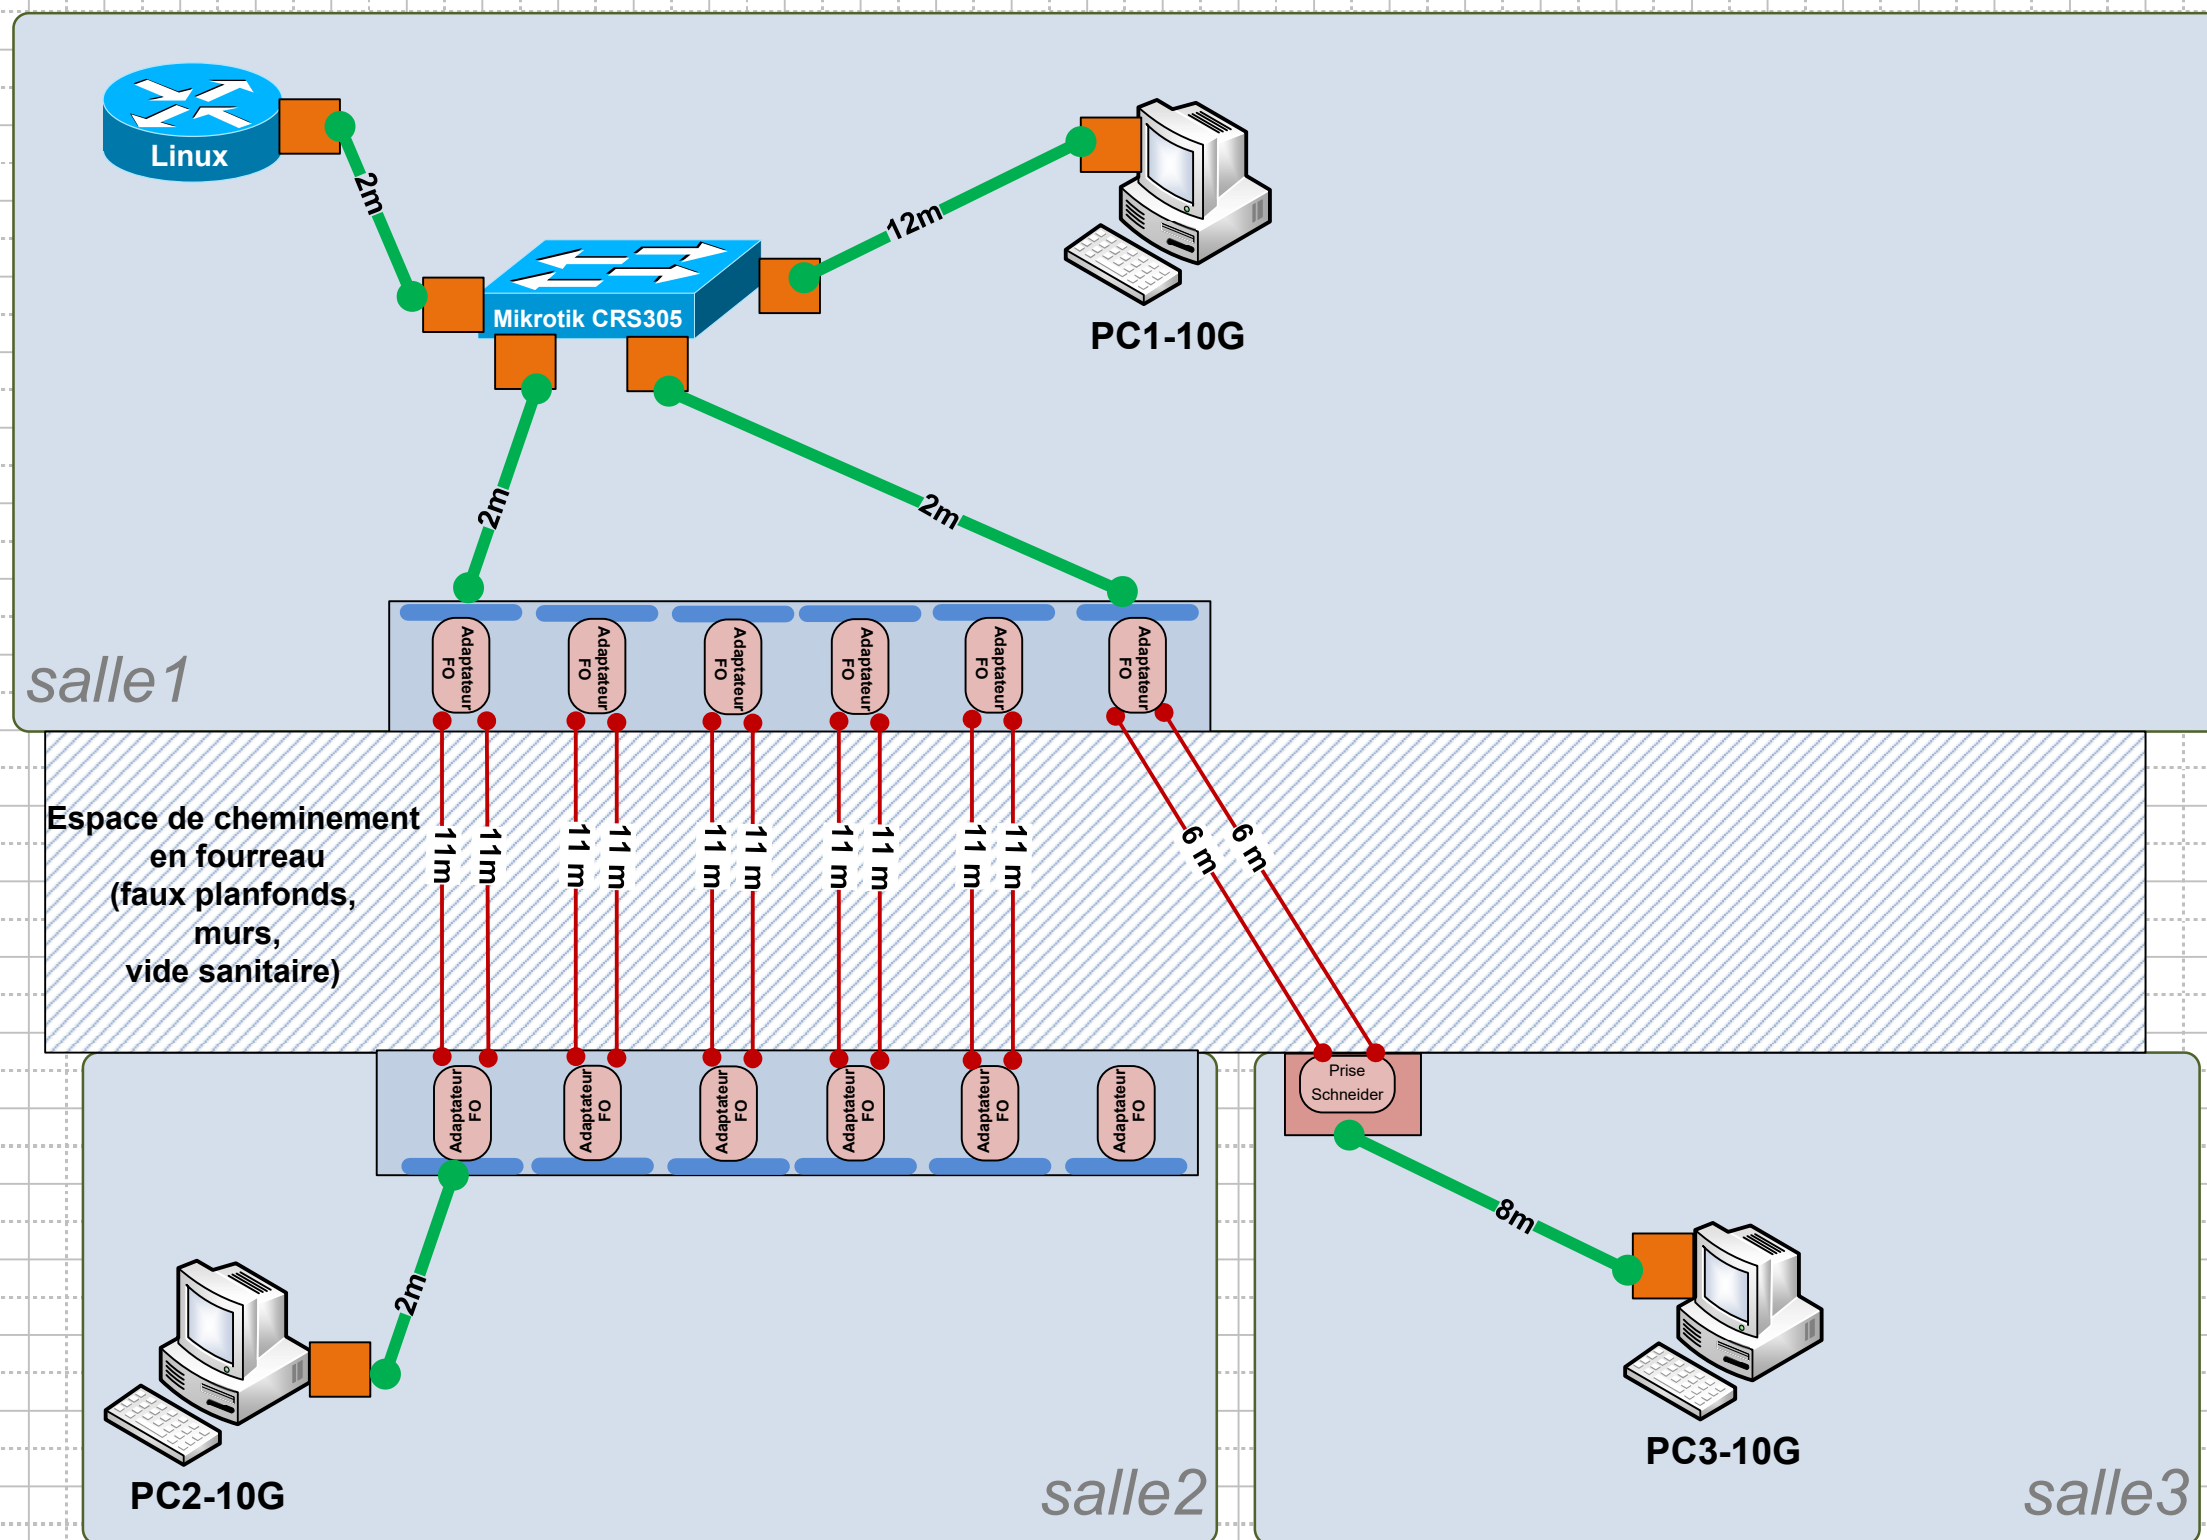 Linux
2m
12m
Mikrotik CRS305
PC1-10G
2m
2m
Adaptateur
FO
Adaptateur
FO
Adaptateur
FO
Adaptateur
FO
Adaptateur
FO
Adaptateur
FO
salle1
Espace de cheminement
en fourreau
(faux planfonds,
murs,
vide sanitaire)
11m
11m
11 m
11 m
11 m
11 m
11 m
11 m
11 m
11 m
6 m
6 m
Adaptateur
FO
Adaptateur
FO
Adaptateur
FO
Adaptateur
FO
Adaptateur
FO
Adaptateur
FO
Prise
Schneider
8m
2m
PC2-10G
salle2
PC3-10G
salle3